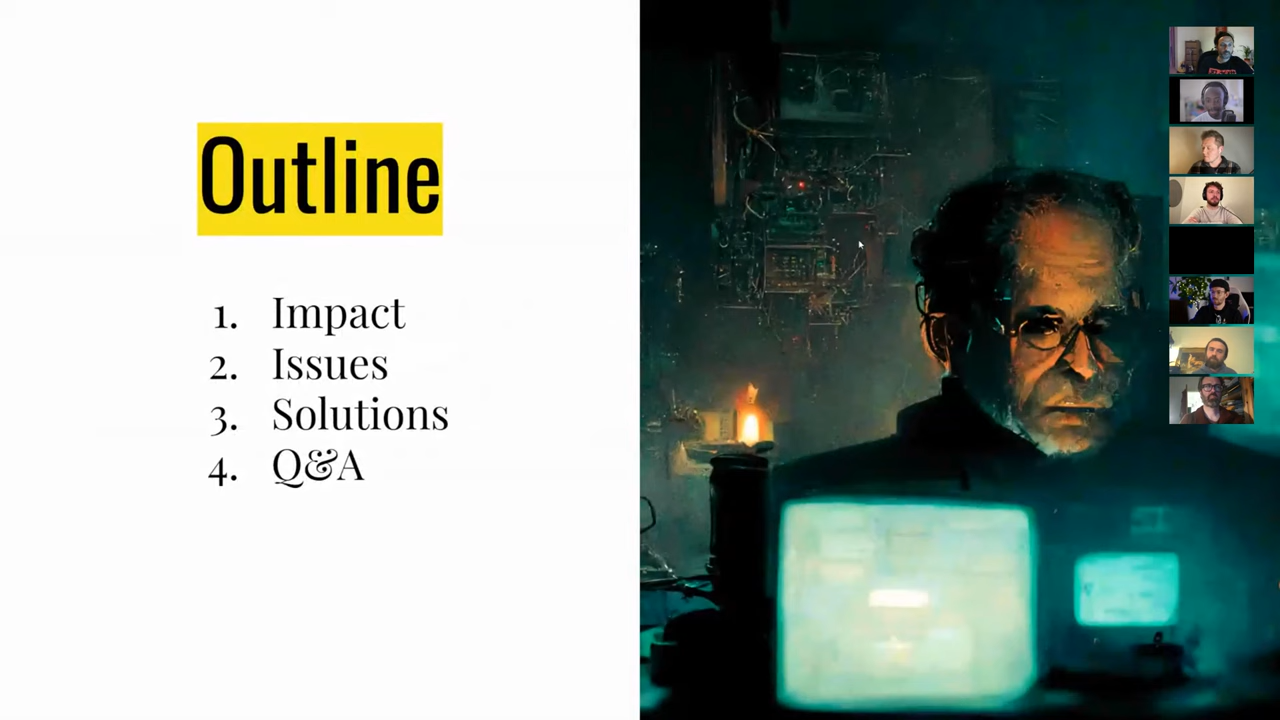 Outline
1. Impact
2. Issues
3. Solutions
4. Q&A